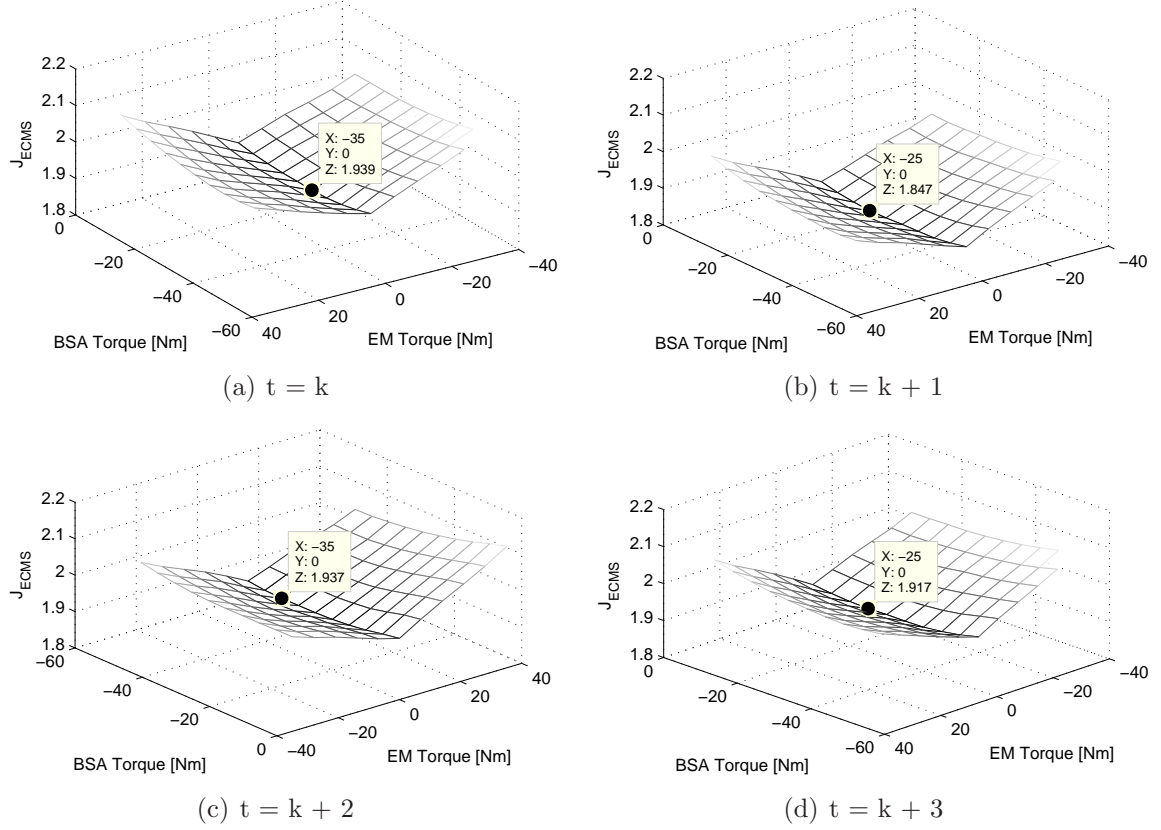 2.2
2.1
2
1.9
1.8
J_ECMS
X: −35
Y: 0
Z: 1.939
0
−20
−40
−60
40
20
0
−20
−40
BSA Torque [Nm]
EM Torque [Nm]
(a) t = k
2.2
2.1
2
1.9
1.8
J_ECMS
X: −25
Y: 0
Z: 1.847
0
−20
−40
−60
40
20
0
−20
−40
BSA Torque [Nm]
EM Torque [Nm]
(b) t = k + 1
2.2
2.1
2
1.9
1.8
J_ECMS
X: −35
Y: 0
Z: 1.937
−60
−40
−20
0
−40
−20
0
20
40
BSA Torque [Nm]
EM Torque [Nm]
(c) t = k + 2
2.2
2.1
2
1.9
1.8
J_ECMS
X: −25
Y: 0
Z: 1.917
0
−20
−40
−60
40
20
0
−20
−40
BSA Torque [Nm]
EM Torque [Nm]
(d) t = k + 3